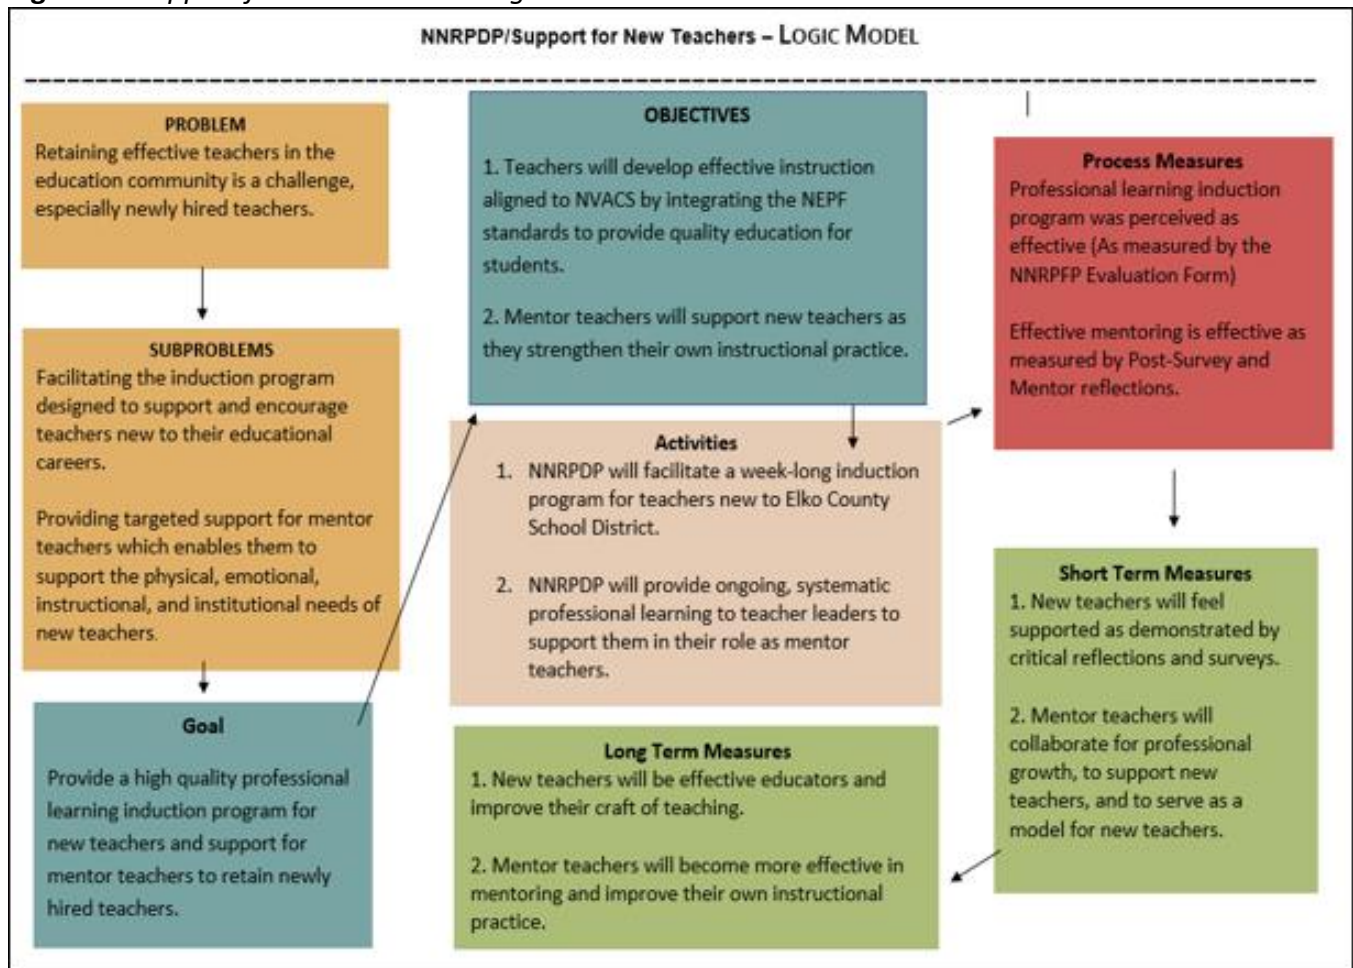 NNRPDP/Support for New Teachers – LOGIC MODEL
PROBLEM
Retaining effective teachers in the
education community is a challenge,
especially newly hired teachers.
SUBPROBLEMS
Facilitating the induction program
designed to support and encourage
teachers new to their educational
careers.
Providing targeted support for mentor
teachers which enables them to
support the physical, emotional,
instructional, and institutional needs of
new teachers.
Goal
Provide a high quality professional
learning induction program for
new teachers and support for
mentor teachers to retain newly
hired teachers.
OBJECTIVES
1. Teachers will develop effective instruction
aligned to NVACS by integrating the NEPF
standards to provide quality education for
students.
2. Mentor teachers will support new teachers as
they strengthen their own instructional practice.
Activities
1. NNRPDP will facilitate a week-long induction
program for teachers new to Elko County
School District.
2. NNRPDP will provide ongoing, systematic
professional learning to teacher leaders to
support them in their role as mentor
teachers.
Process Measures
Professional learning induction
program was perceived as
effective (As measured by the
NNRPFP Evaluation Form)
Effective mentoring is effective as
measured by Post-Survey and
Mentor reflections.
Short Term Measures
1. New teachers will feel
supported as demonstrated by
critical reflections and surveys.
2. Mentor teachers will
collaborate for professional
growth, to support new
teachers, and to serve as a
model for new teachers.
Long Term Measures
1. New teachers will be effective educators and
improve their craft of teaching.
2. Mentor teachers will become more effective in
mentoring and improve their own instructional
practice.